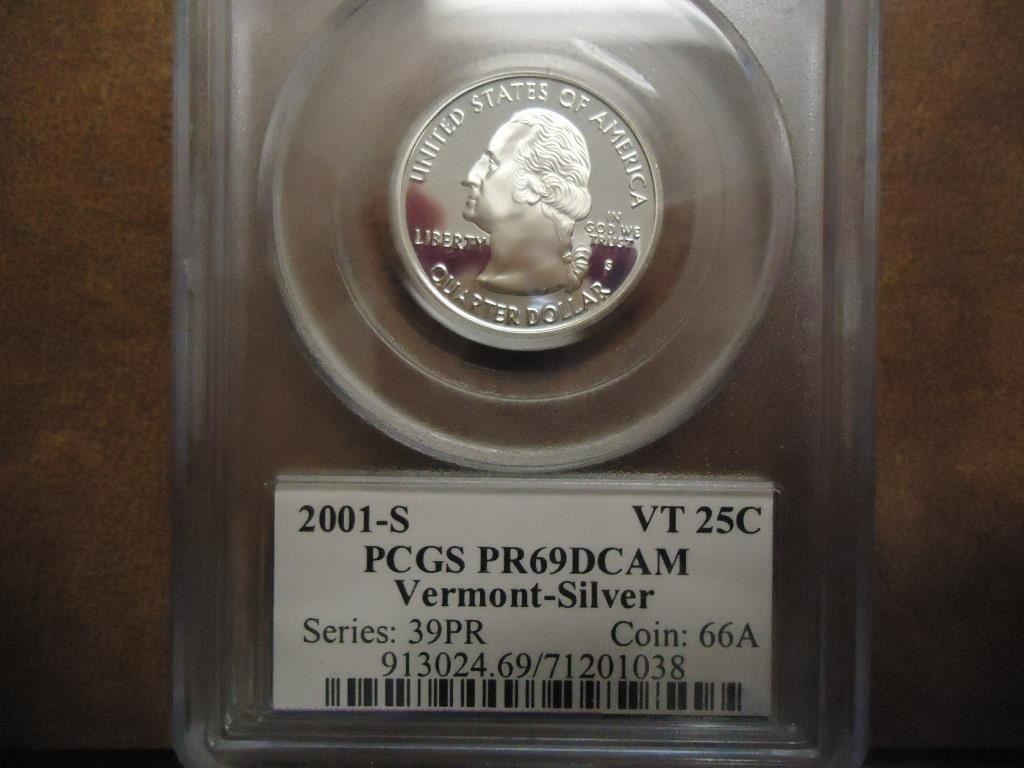 UNITED STATES OF AMERICA
LIBERTY
IN
GOD WE
TRUST
S
QUARTER DOLLAR
2001-S VT 25C
PCGS PR69DCAM
Vermont-Silver
Series: 39PR Coin: 66A
913024.69/71201038